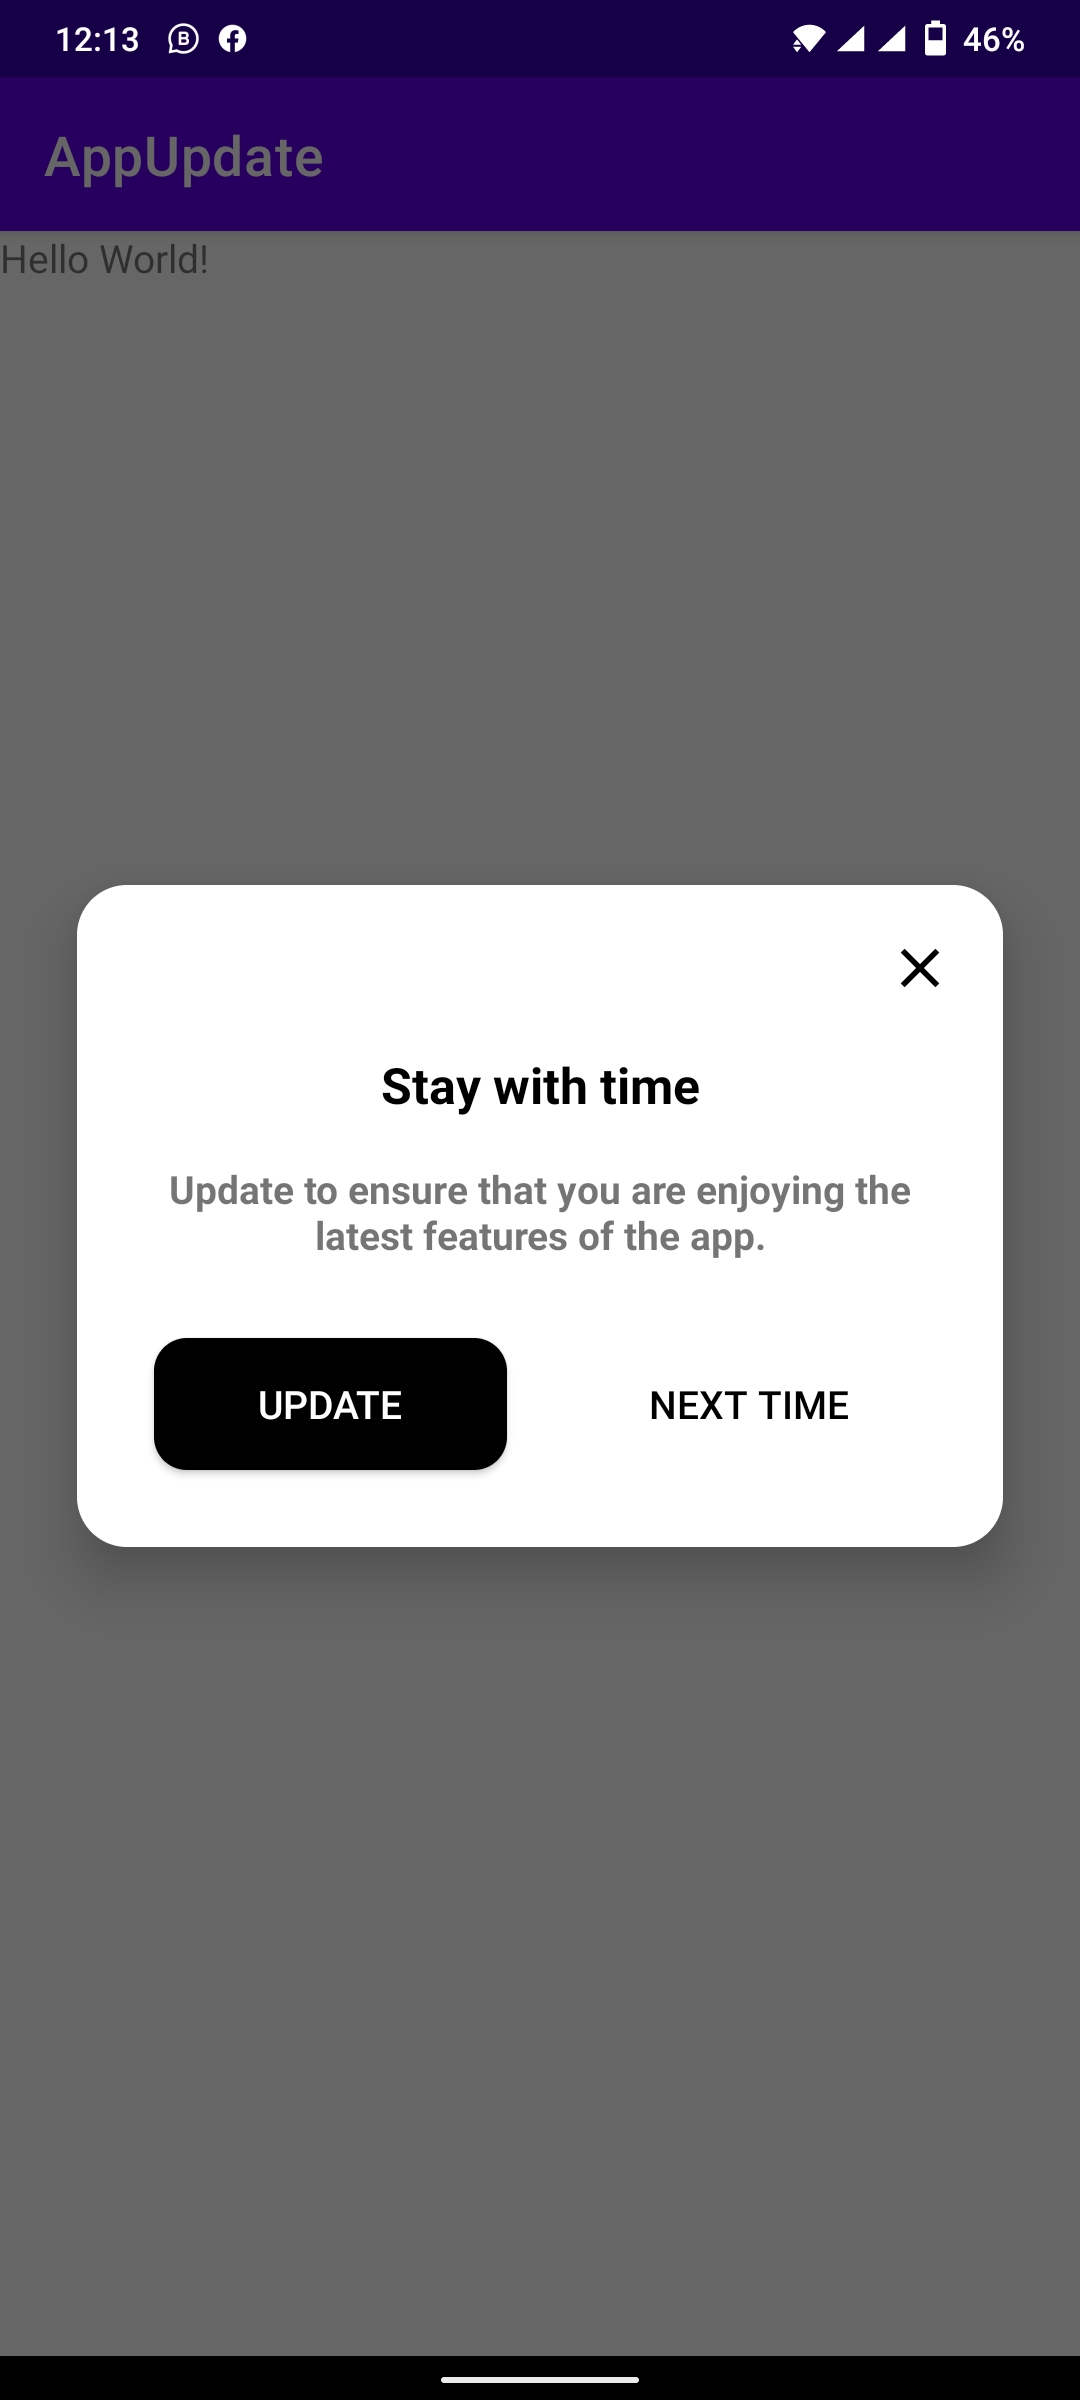 12:13 46%
AppUpdate
Hello World!
Stay with time
Update to ensure that you are enjoying the
latest features of the app.
UPDATE NEXT TIME